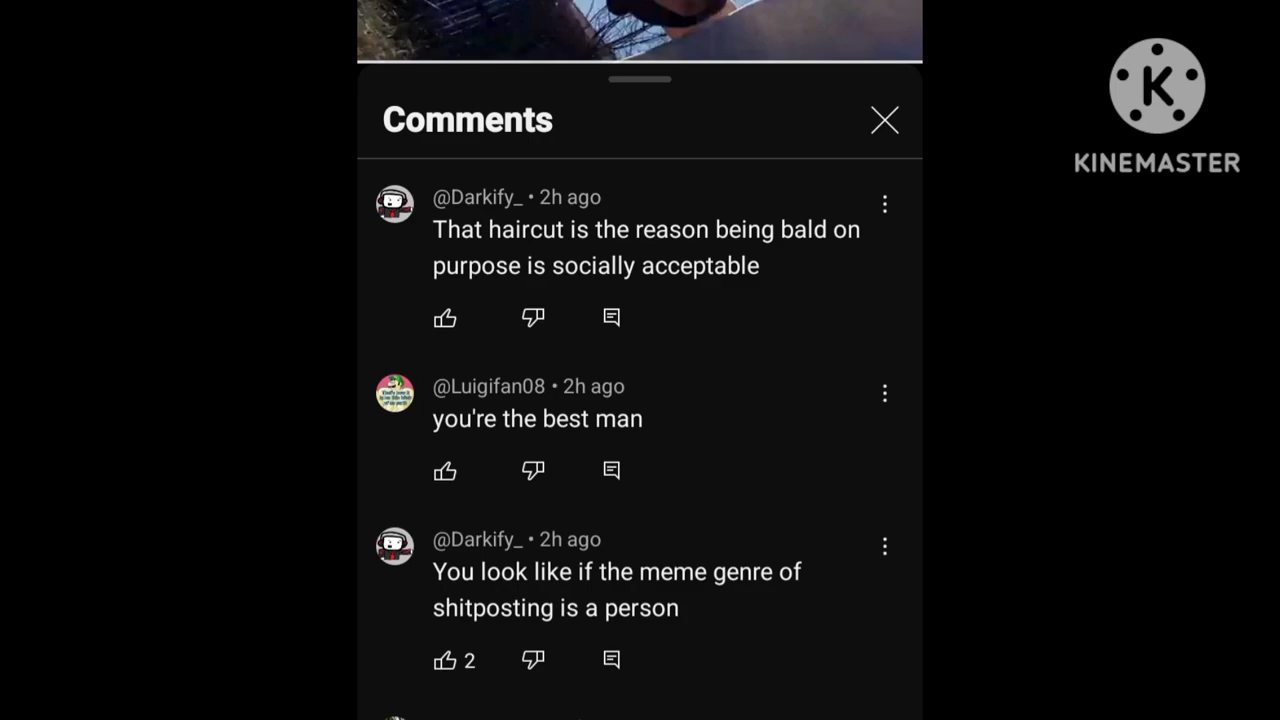 Comments
K
KINEMASTER
@Darkify_ • 2h ago
That haircut is the reason being bald on
purpose is socially acceptable
@Luigifan08 • 2h ago
you're the best man
@Darkify_ • 2h ago
You look like if the meme genre of
shitposting is a person
2